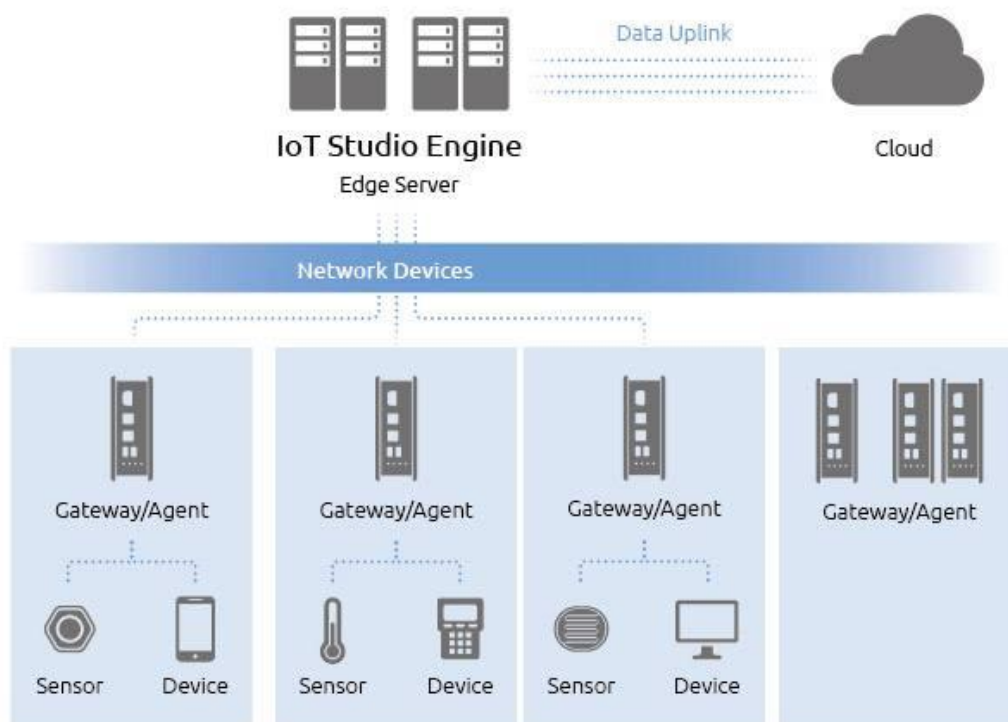 Data Uplink
IoT Studio Engine
Cloud
Edge Server
Network Devices
Gateway/Agent
Gateway/Agent
Gateway/Agent
Gateway/Agent
Sensor
Device
Sensor
Device
Sensor
Device